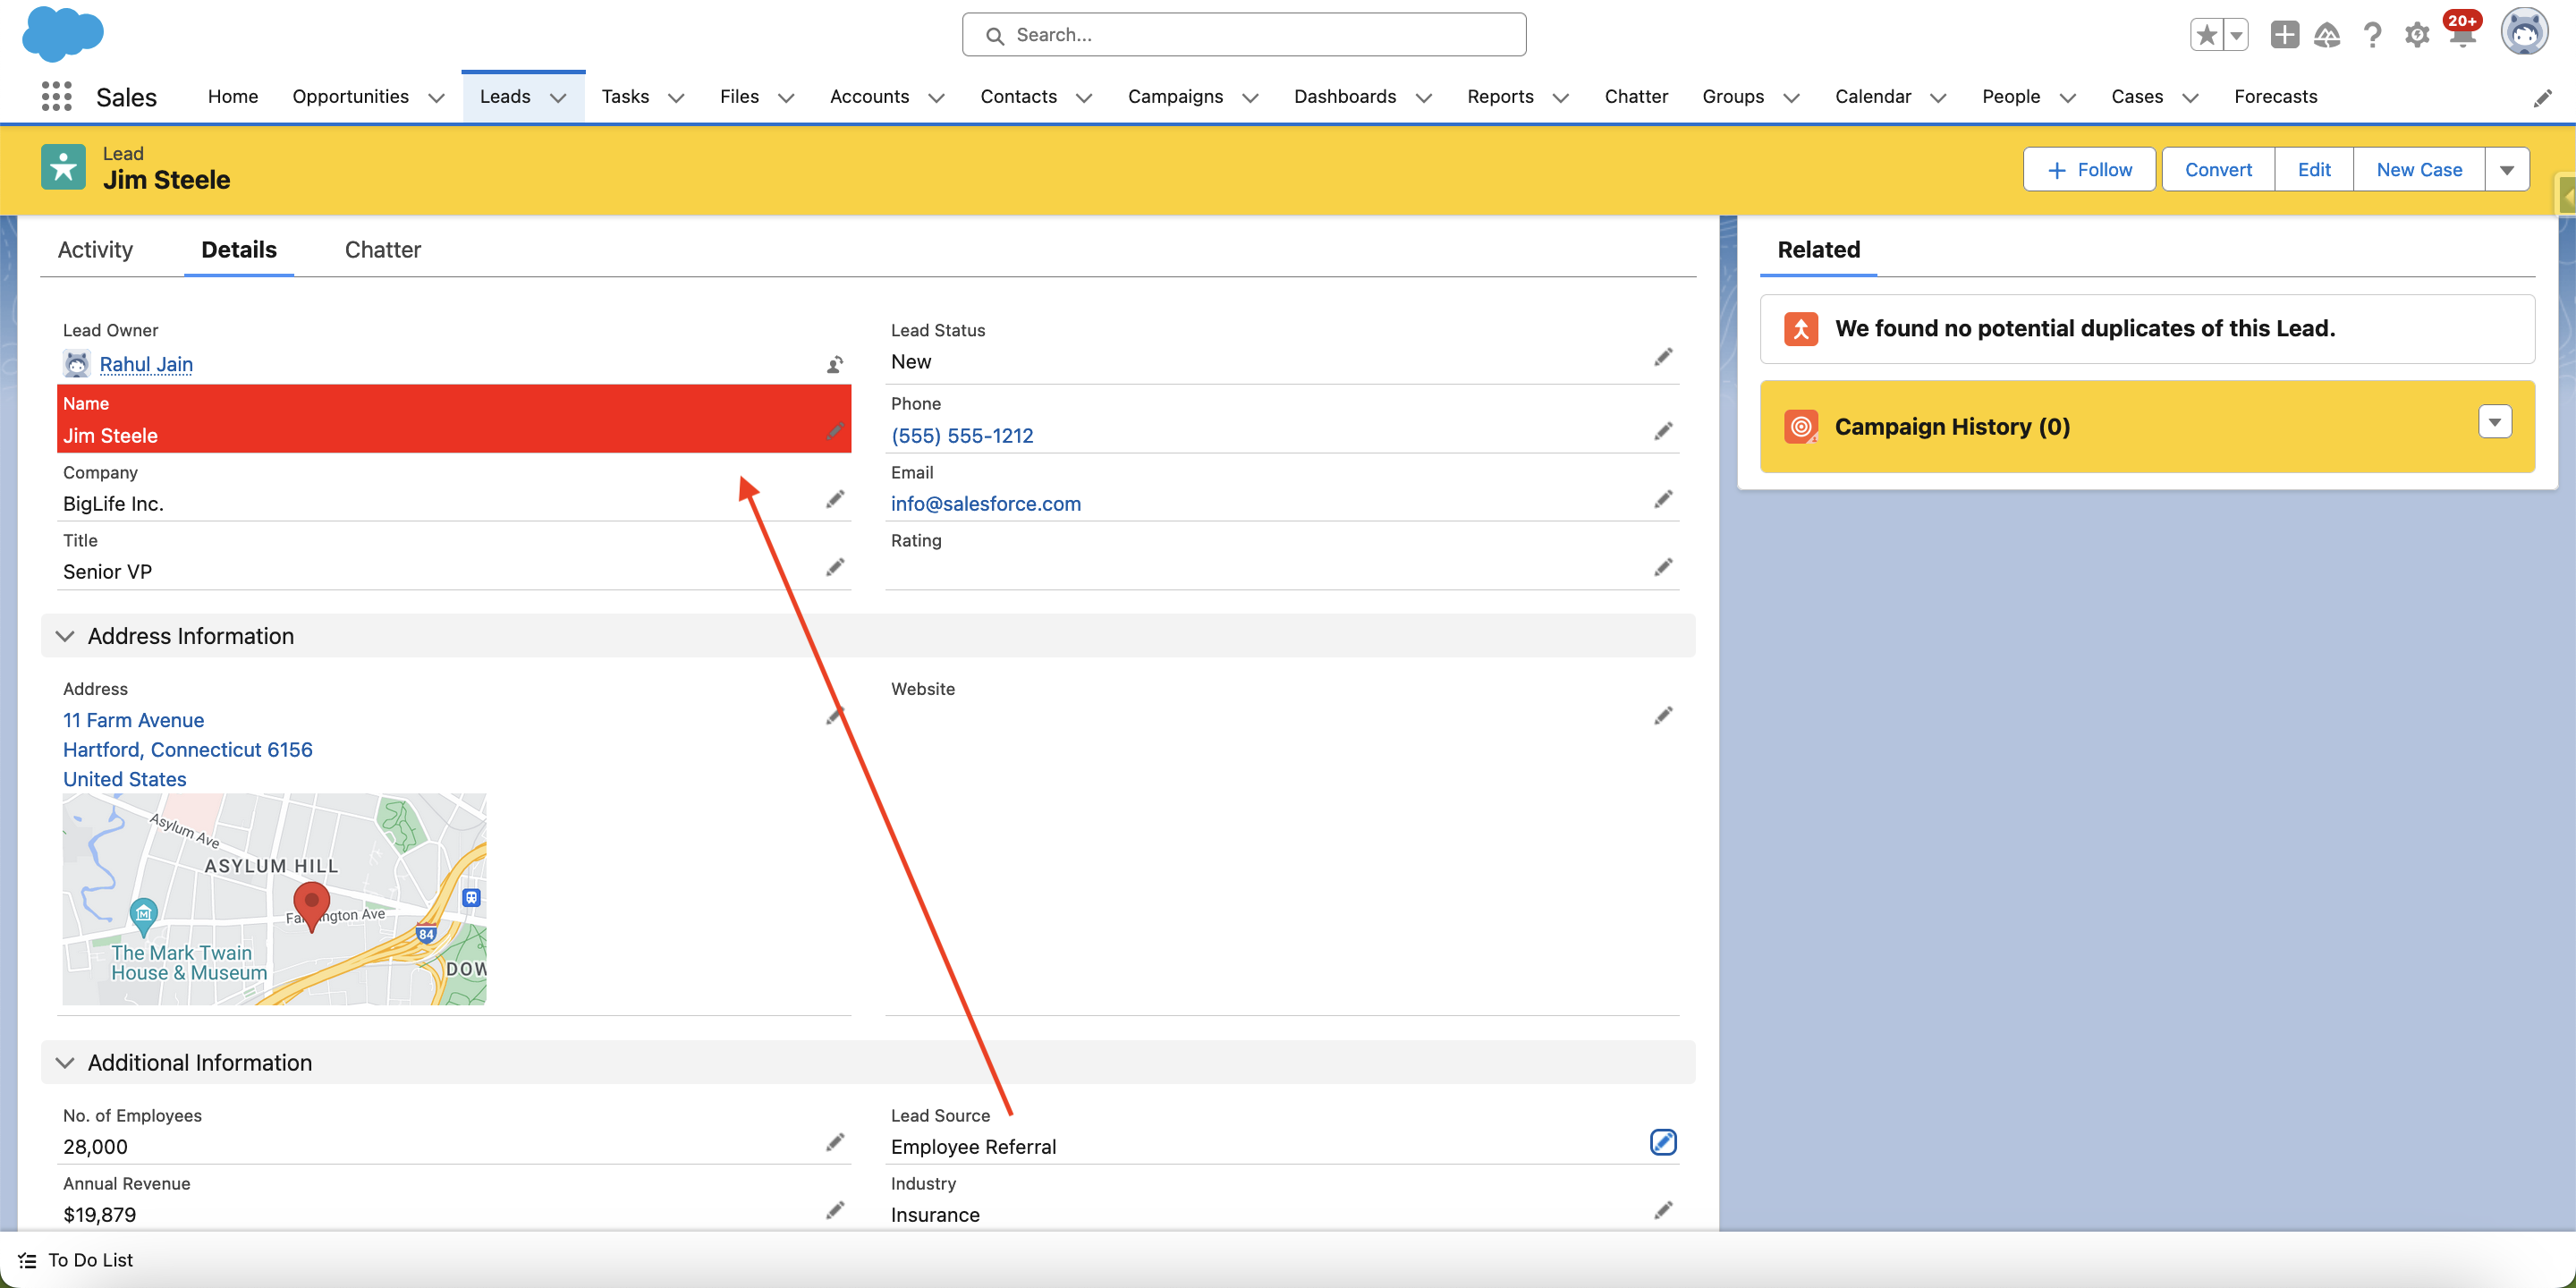 Search...
20+
Sales
Home
Opportunities
Leads
Tasks
Files
Accounts
Contacts
Campaigns
Dashboards
Reports
Chatter
Groups
Calendar
People
Cases
Forecasts
Lead
Jim Steele
Follow
Convert
Edit
New Case
Activity
Details
Chatter
Lead Owner
Rahul Jain
Name
Jim Steele
Company
BigLife Inc.
Title
Senior VP
Lead Status
New
Phone
(555) 555-1212
Email
info@salesforce.com
Rating
Address Information
Address
11 Farm Avenue
Hartford, Connecticut 6156
United States
Asylum Ave
ASYLUM HILL
84
The Mark Twain
House & Museum
DOW
Website
Additional Information
No. of Employees
28,000
Annual Revenue
$19,879
Lead Source
Employee Referral
Industry
Insurance
Related
We found no potential duplicates of this Lead.
Campaign History (0)
To Do List